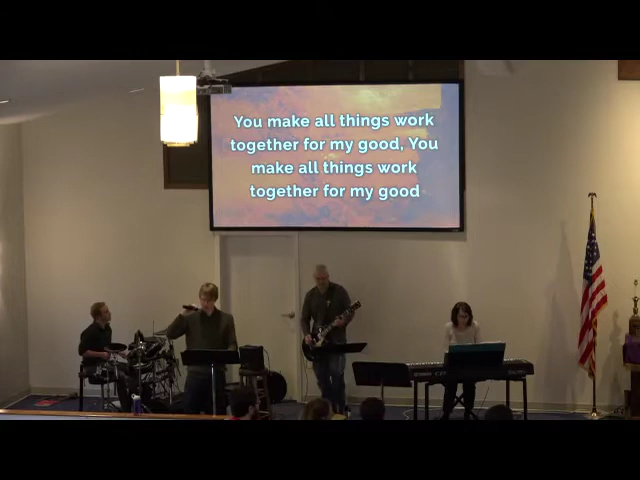 You make all things work
together for my good, You
make all things work
together for my good